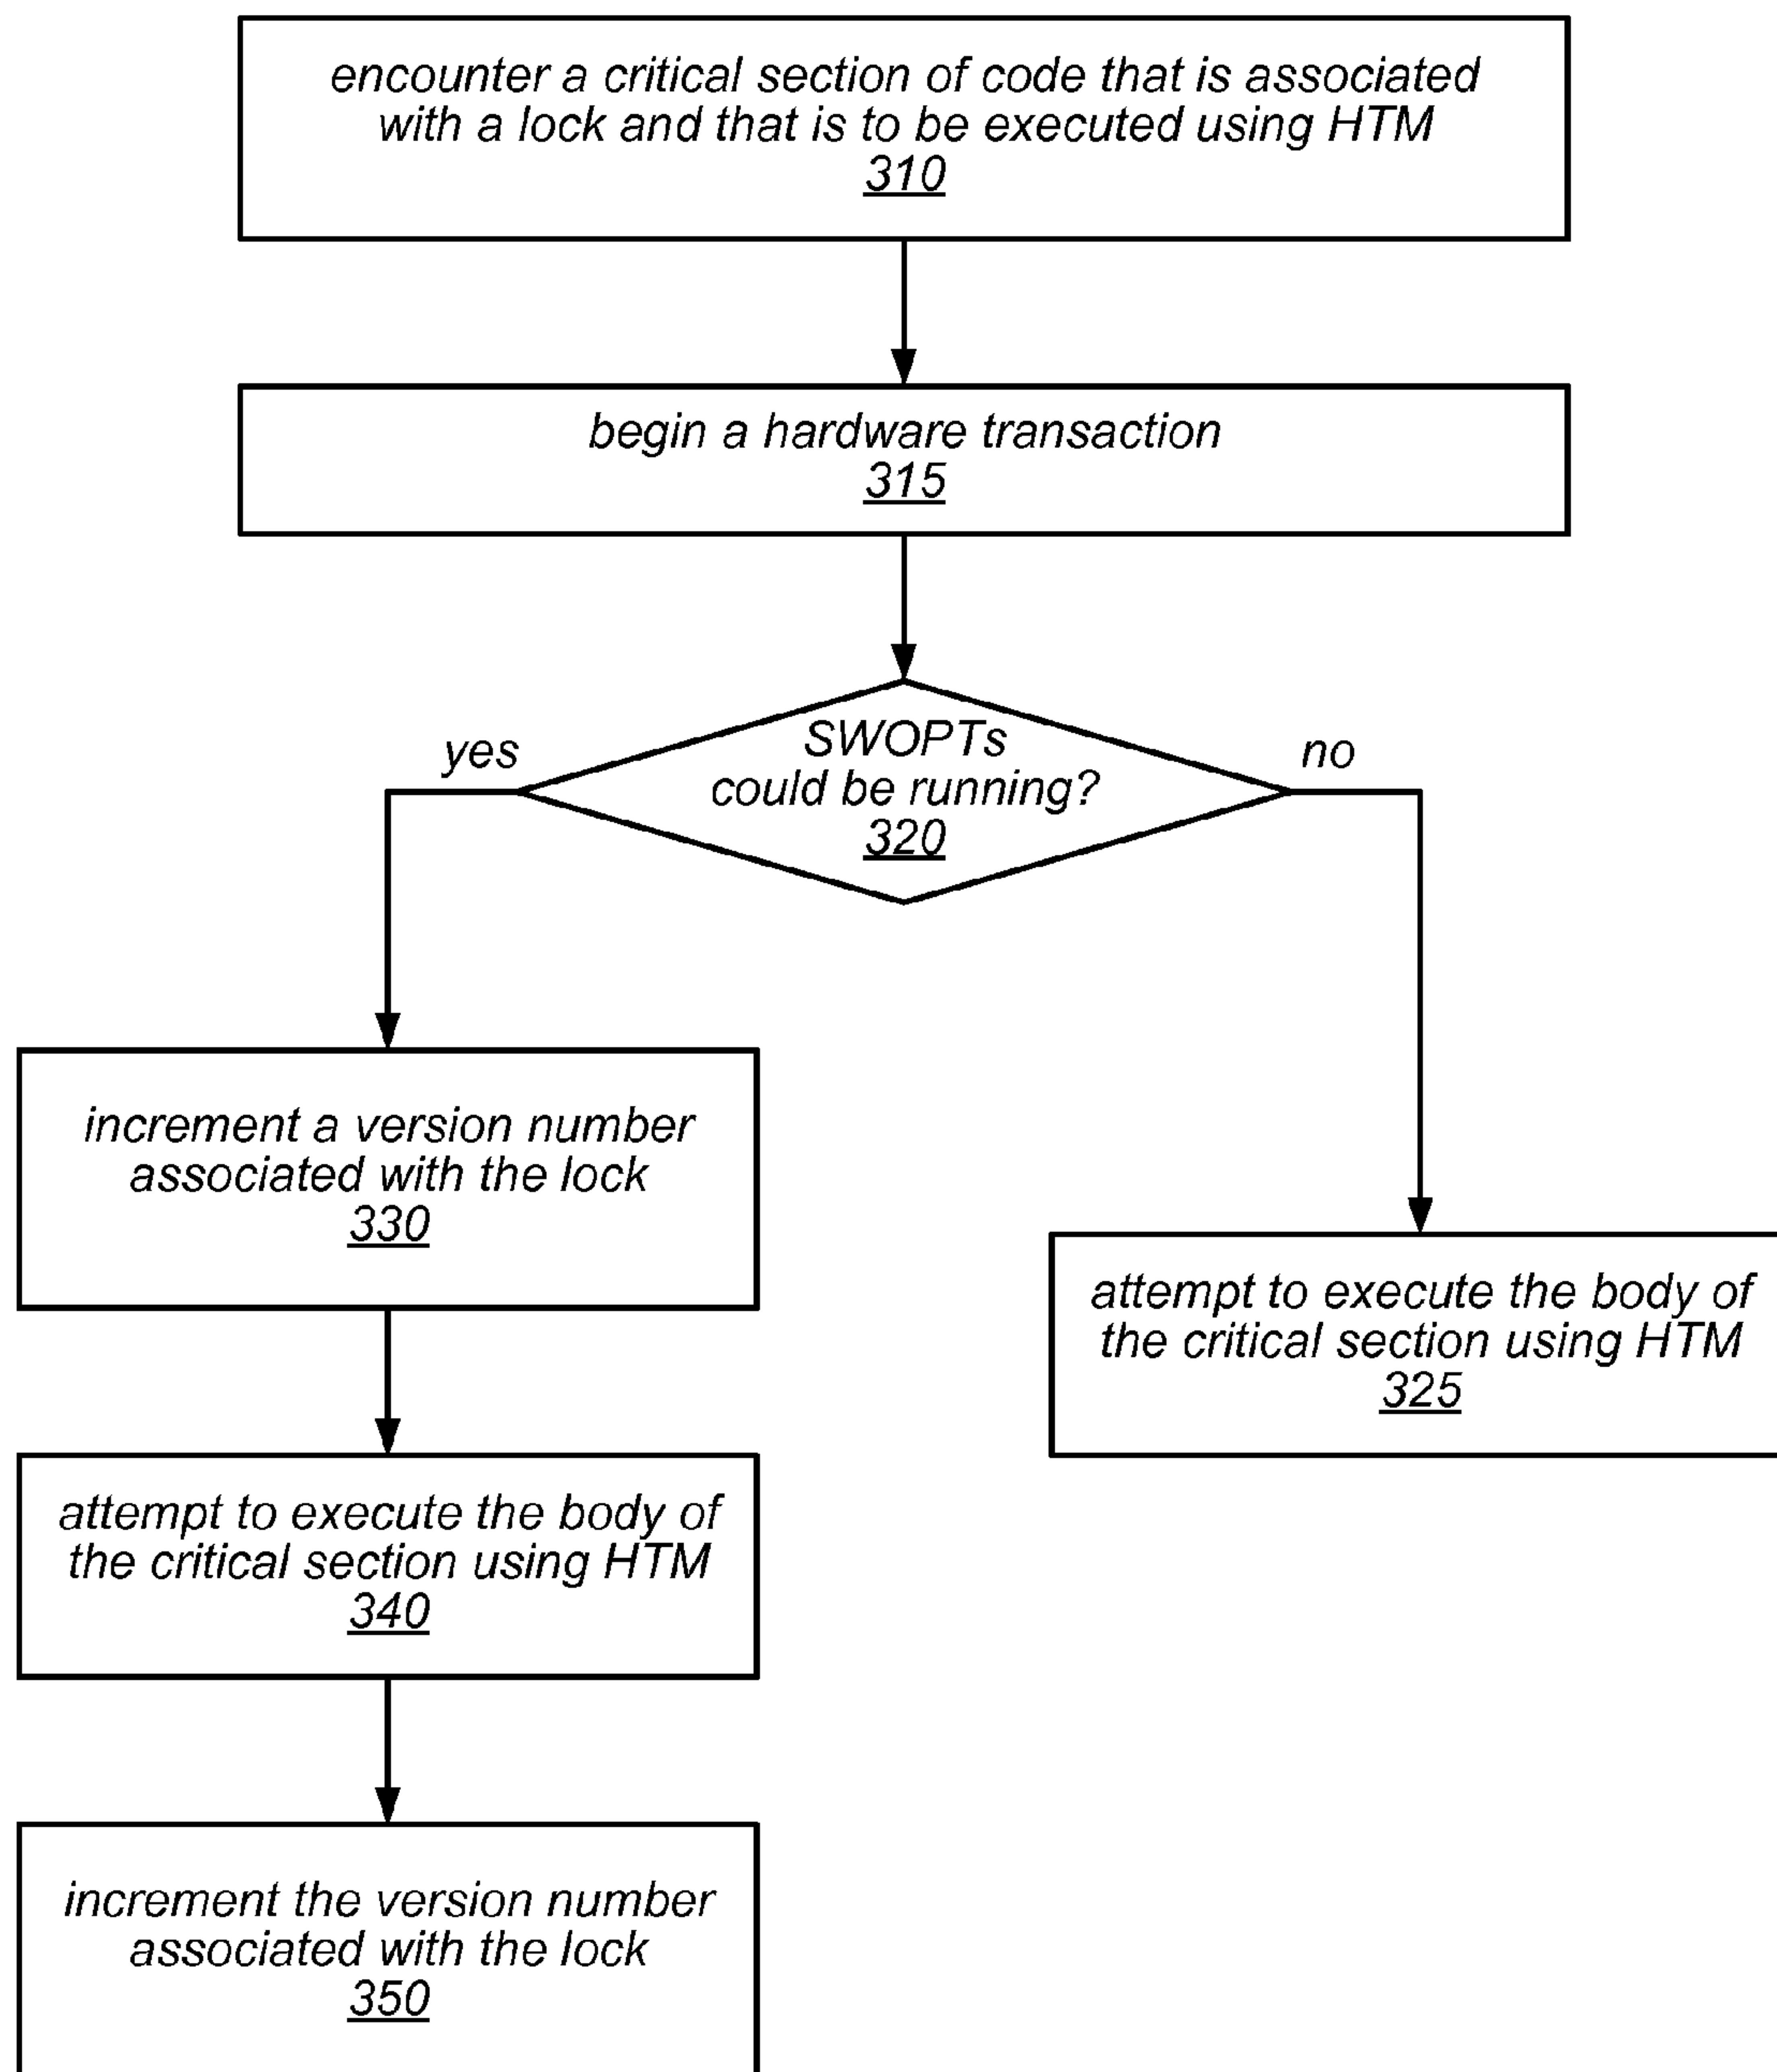 encounter a critical section of code that is associated
with a lock and that is to be executed using HTM
310
begin a hardware transaction
315
SWOPTs
could be running?
320
yes
no
increment a version number
associated with the lock
330
attempt to execute the body of
the critical section using HTM
325
attempt to execute the body of
the critical section using HTM
340
increment the version number
associated with the lock
350